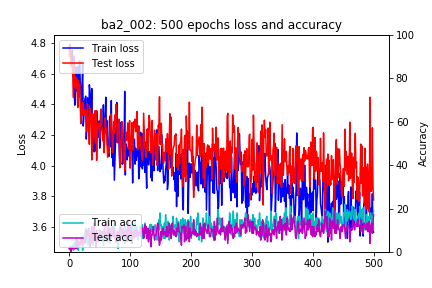 ba2_002: 500 epochs loss and accuracy
4.8
4.6
4.4
4.2
4.0
3.8
3.6
Loss
Train loss
Test loss
Train acc
Test acc
100
80
60
40
20
0
Accuracy
0 100 200 300 400 500